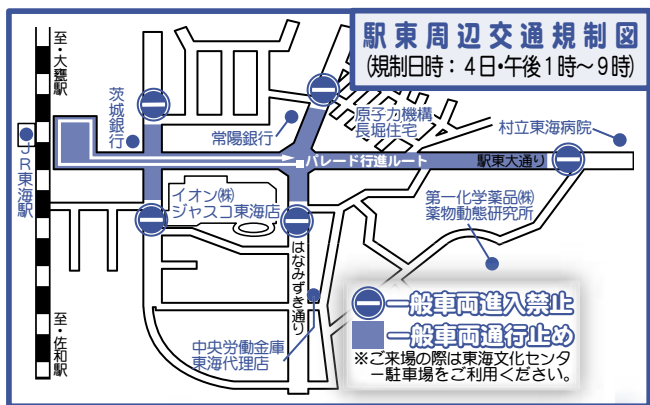 駅東周辺交通規制図
(規制日時：4日・午後1時～9時)
至・大甕駅
茨城銀行
常陽銀行
原子力機構
長堀住宅
村立東海病院
JR東海駅
パレード行進ルート
駅東大通り
イオン㈱
ジャスコ東海店
第一化学薬品㈱
薬物動態研究所
はなみずき通り
至・佐和駅
中央労働金庫
東海代理店
一般車両進入禁止
一般車両通行止め
※ご来場の際は東海文化センタ
ー駐車場をご利用ください。